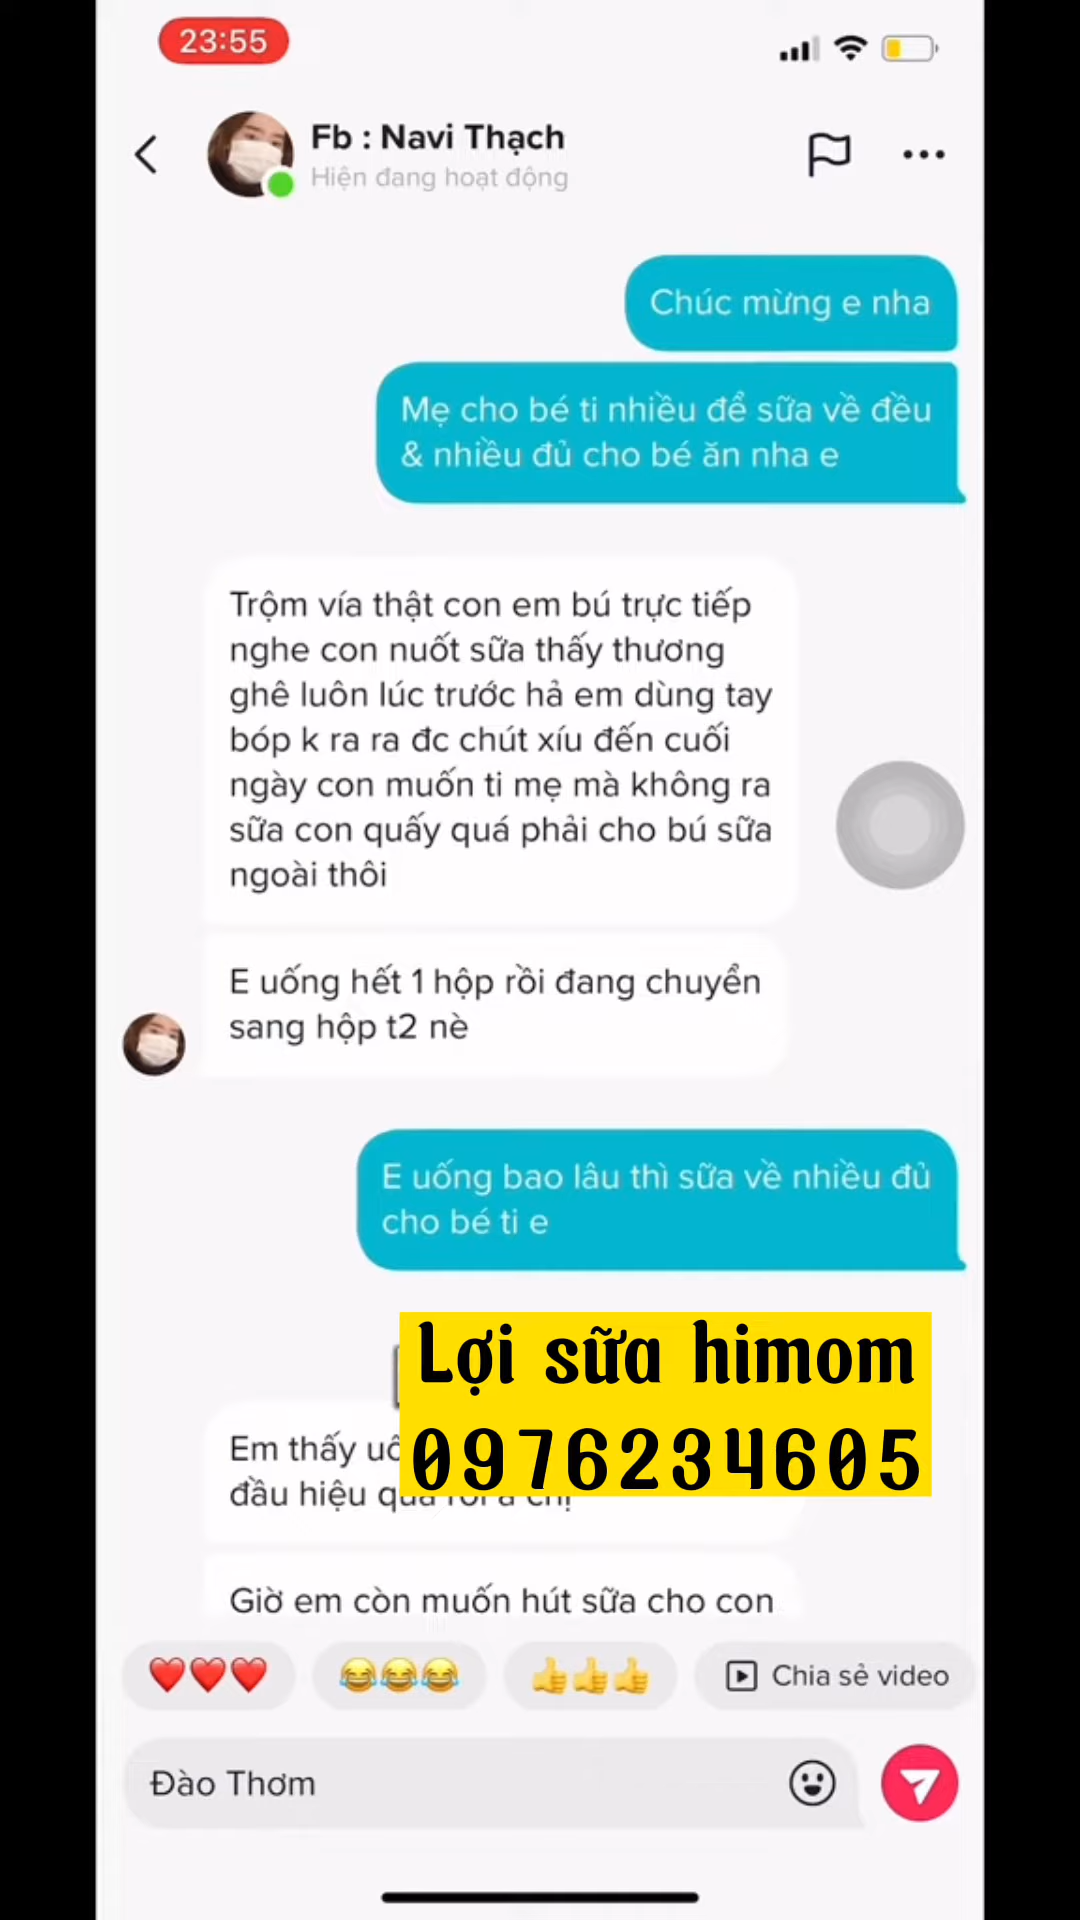 23:55
Fb : Navi Thạch
Hiện đang hoạt động
Chúc mừng e nha
Mẹ cho bé ti nhiều để sữa về đều
& nhiều đủ cho bé ăn nha e
Trộm vía thật con em bú trực tiếp
nghe con nuốt sữa thấy thương
ghê luôn lúc trước hả em dùng tay
bóp k ra ra đc chút xíu đến cuối
ngày con muốn ti mẹ mà không ra
sữa con quấy quá phải cho bú sữa
ngoài thôi
E uống hết 1 hộp rồi đang chuyển
sang hộp t2 nè
E uống bao lâu thì sữa về nhiều đủ
cho bé ti e
Lợi sữa himom
0976234605
Em thấy
đầu hiệu quả rồi ạ chị
Giờ em còn muốn hút sữa cho con
Chia sẻ video
Đào Thơm